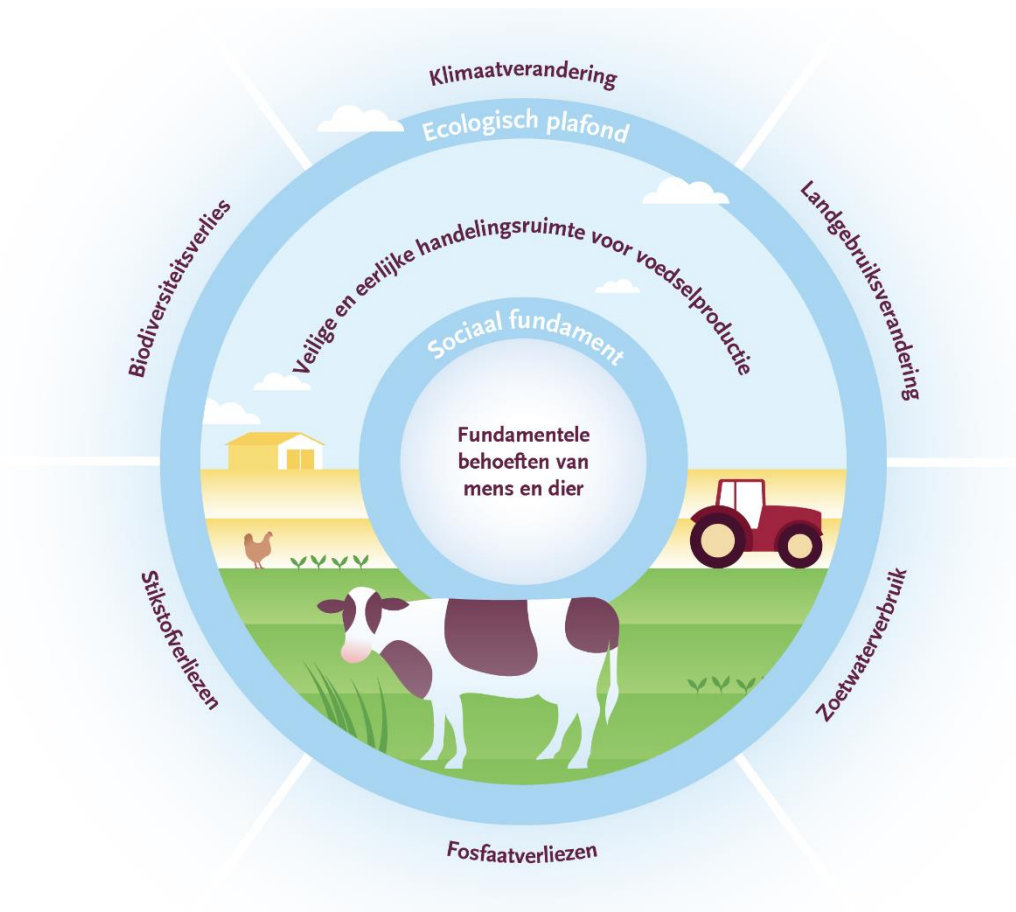 Klimaatverandering
Ecologisch plafond
Landgebruiksverandering
Biodiversiteitsverlies
Veilige en eerlijke handelingsruimte voor voedselproductie
Sociaal fundament
Fundamentele
behoeften van
mens en dier
Stikstofverliezen
Zoetwaterverbruik
Fosfaatverliezen